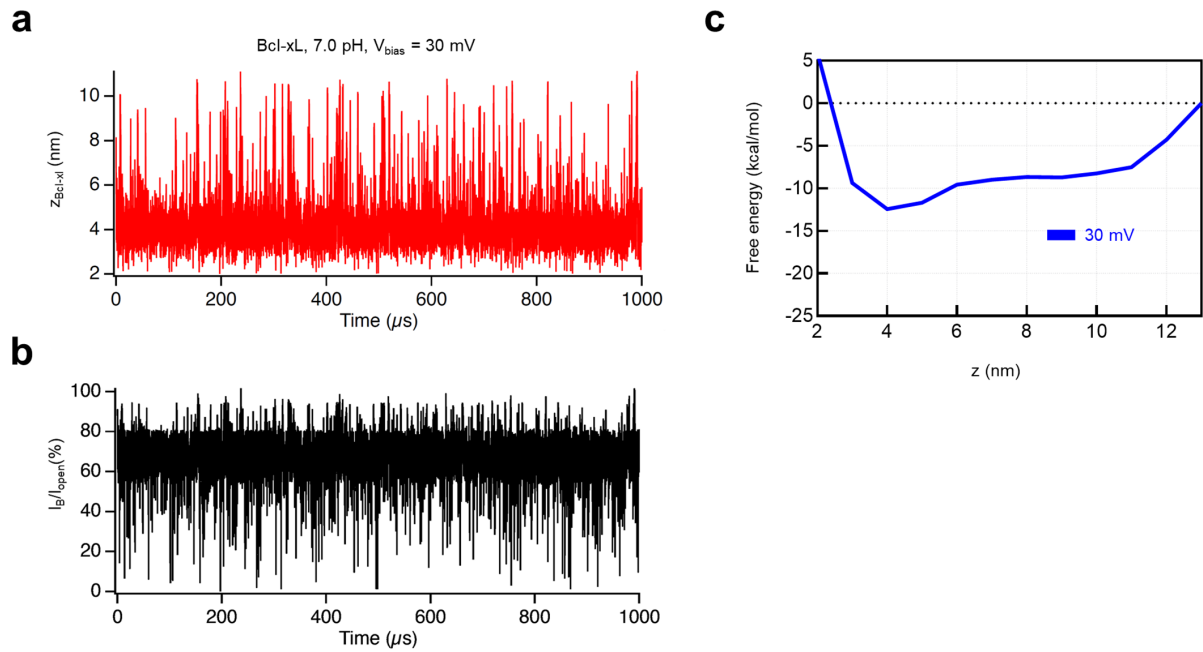 a
Bcl-xL, 7.0 pH, Vbias = 30 mV
10
8
6
4
2
zBcl-xl (nm)
0 200 400 600 800 1000
Time (µs)
b
100
80
60
40
20
0
IB/Iopen(%)
0 200 400 600 800 1000
Time (µs)
c
5
0
-5
-10
-15
-20
-25
Free energy (kcal/mol)
30 mV
2 4 6 8 10 12
z (nm)